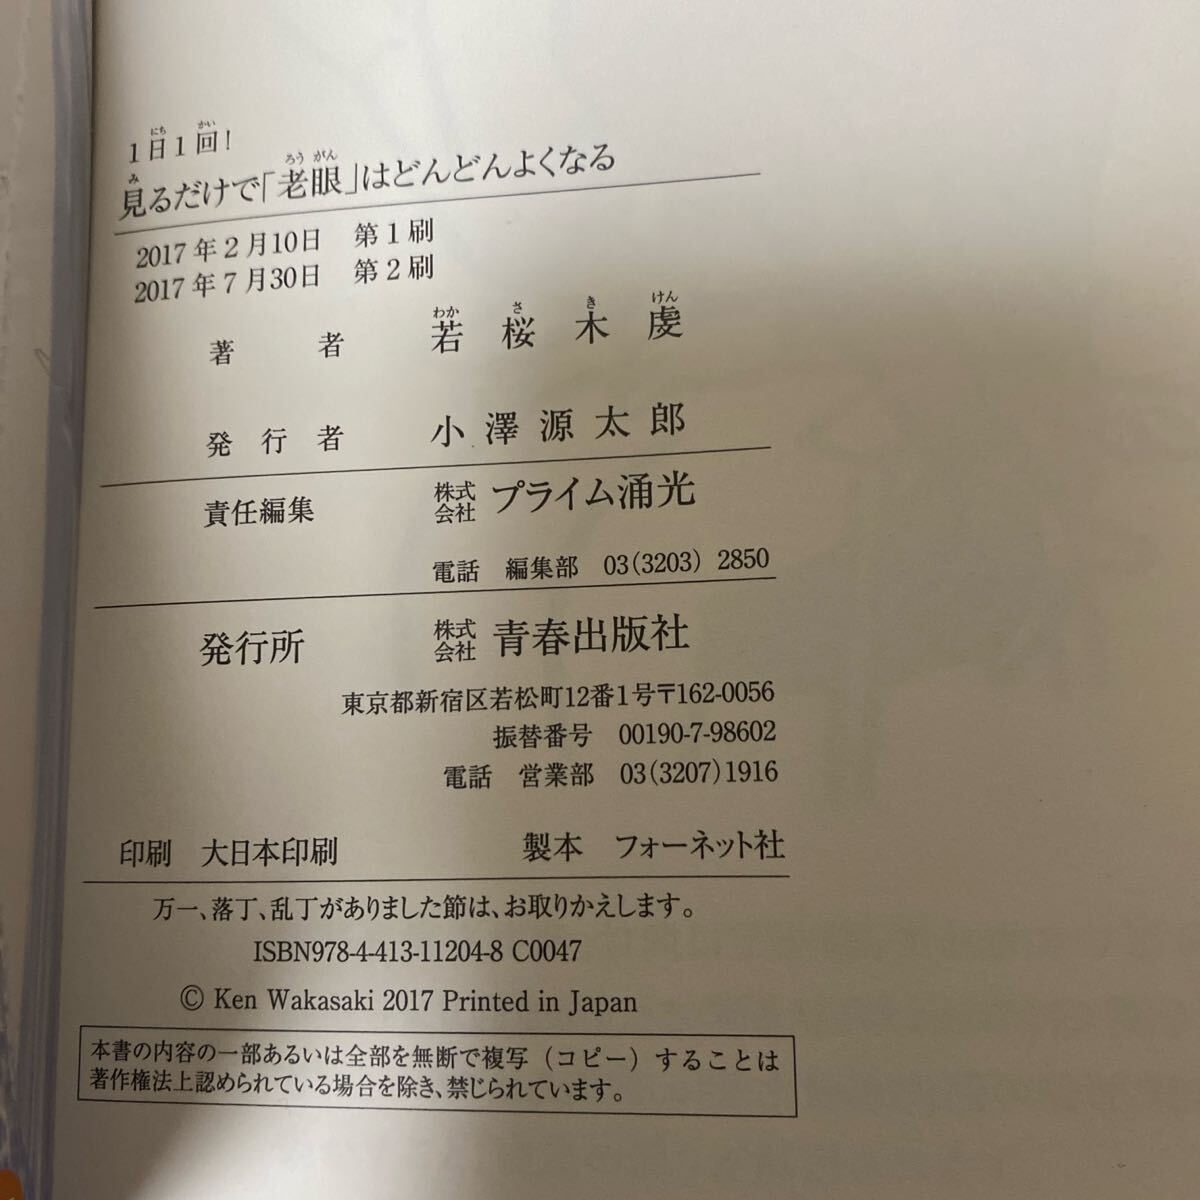 1日1回!
見るだけで「老眼」はどんどんよくなる
2017年2月10日 第1刷
2017年7月30日 第2刷
著者 若桜木虔
発行者 小澤源太郎
責任編集 株式会社 プライム涌光
電話 編集部 03(3203)2850
発行所 株式会社 青春出版社
東京都新宿区若松町12番1号〒162-0056
振替番号 00190-7-98602
電話 営業部 03(3207)1916
印刷 大日本印刷 製本 フォーネット社
万一、落丁、乱丁がありました節は、お取りかえします。
ISBN978-4-413-11204-8 C0047
© Ken Wakasaki 2017 Printed in Japan
本書の内容の一部あるいは全部を無断で複写(コピー)することは
著作権法上認められている場合を除き、禁じられています。